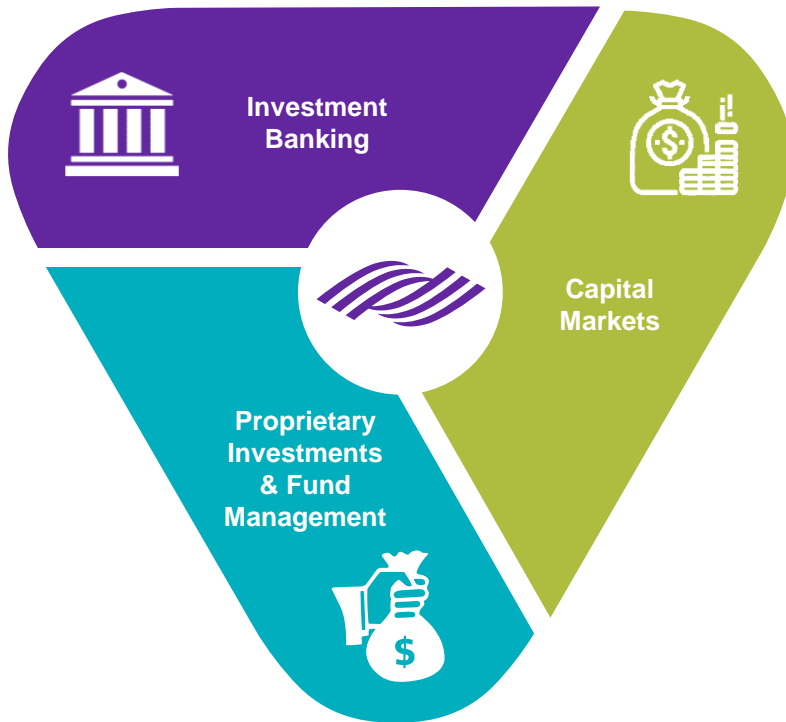 Investment
Banking
$
Capital
Markets
Proprietary
Investments
& Fund
Management
$